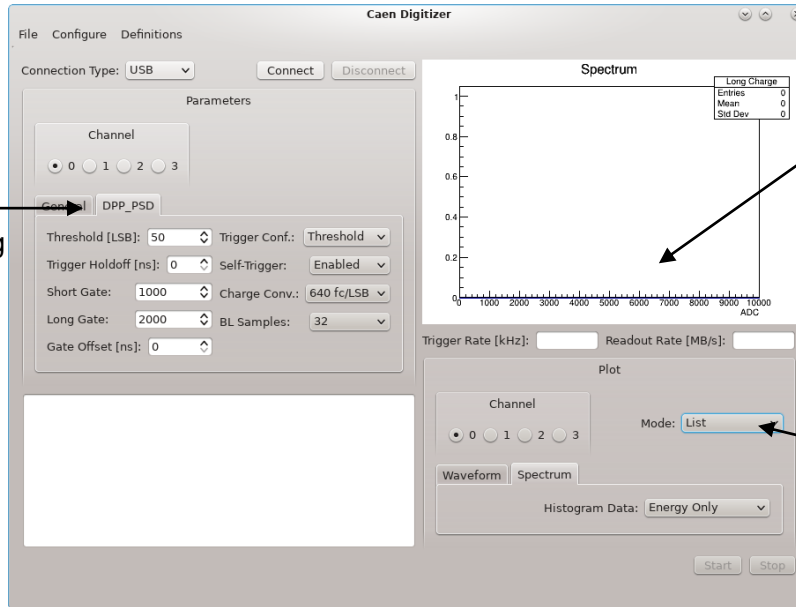 Caen Digitizer
File Configure Definitions
Connection Type: USB Connect Disconnect
Parameters
Channel
0 1 2 3
General DPP_PSD
g
Threshold [LSB]: 50 Trigger Conf.: Threshold
Trigger Holdoff [ns]: 0 Self-Trigger: Enabled
Short Gate: 1000 Charge Conv.: 640 fc/LSB
Long Gate: 2000 BL Samples: 32
Gate Offset [ns]: 0
Spectrum
Long Charge
Entries 0
Mean 0
Std Dev 0
1
0.8
0.6
0.4
0.2
0
0 1000 2000 3000 4000 5000 6000 7000 8000 9000 10000
ADC
Trigger Rate [kHz]: Readout Rate [MB/s]:
Plot
Channel
0 1 2 3
Mode: List
Waveform Spectrum
Histogram Data: Energy Only
Start Stop